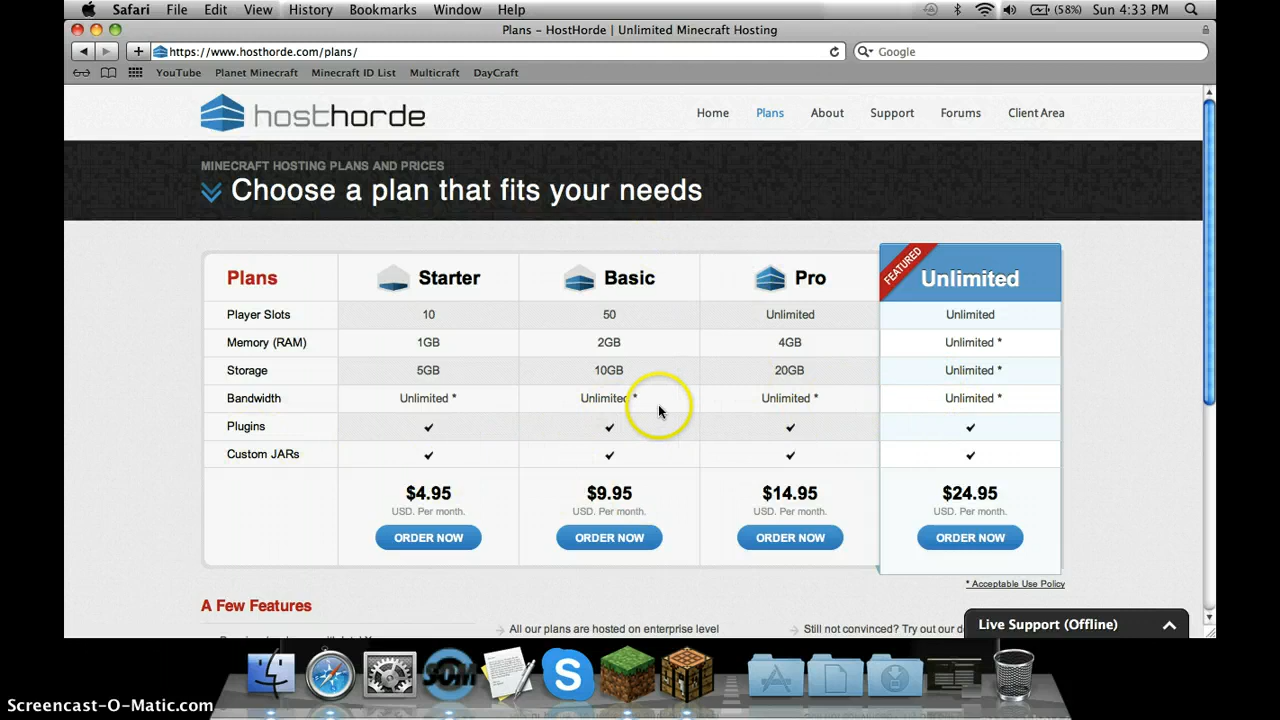 Safari File Edit View History Bookmarks Window Help (58%) Sun 4:33 PM
Plans – HostHorde | Unlimited Minecraft Hosting
https://www.hosthorde.com/plans/ Google
YouTube Planet Minecraft Minecraft ID List Multicraft DayCraft
hosthorde Home Plans About Support Forums Client Area
MINECRAFT HOSTING PLANS AND PRICES
Choose a plan that fits your needs
FEATURED
Plans Starter Basic Pro Unlimited
Player Slots 10 50 Unlimited Unlimited
Memory (RAM) 1GB 2GB 4GB Unlimited *
Storage 5GB 10GB 20GB Unlimited *
Bandwidth Unlimited * Unlimited * Unlimited * Unlimited *
Plugins ✔ ✔ ✔ ✔
Custom JARs ✔ ✔ ✔ ✔
$4.95 $9.95 $14.95 $24.95
USD. Per month. USD. Per month. USD. Per month. USD. Per month.
ORDER NOW ORDER NOW ORDER NOW ORDER NOW
* Acceptable Use Policy
A Few Features
All our plans are hosted on enterprise level Still not convinced? Try out our
Live Support (Offline)
SOM
Screencast-O-Matic.com